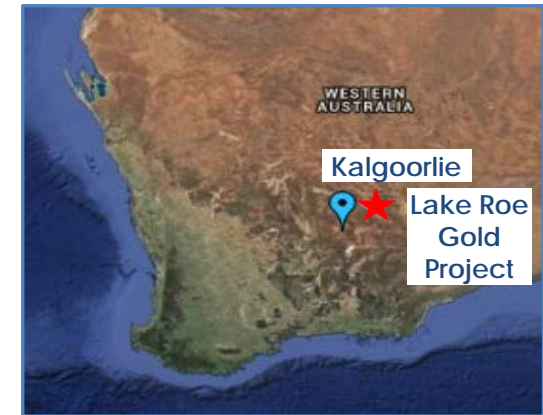 WESTERN
AUSTRALIA
Kalgoorlie
Lake Roe
Gold
Project